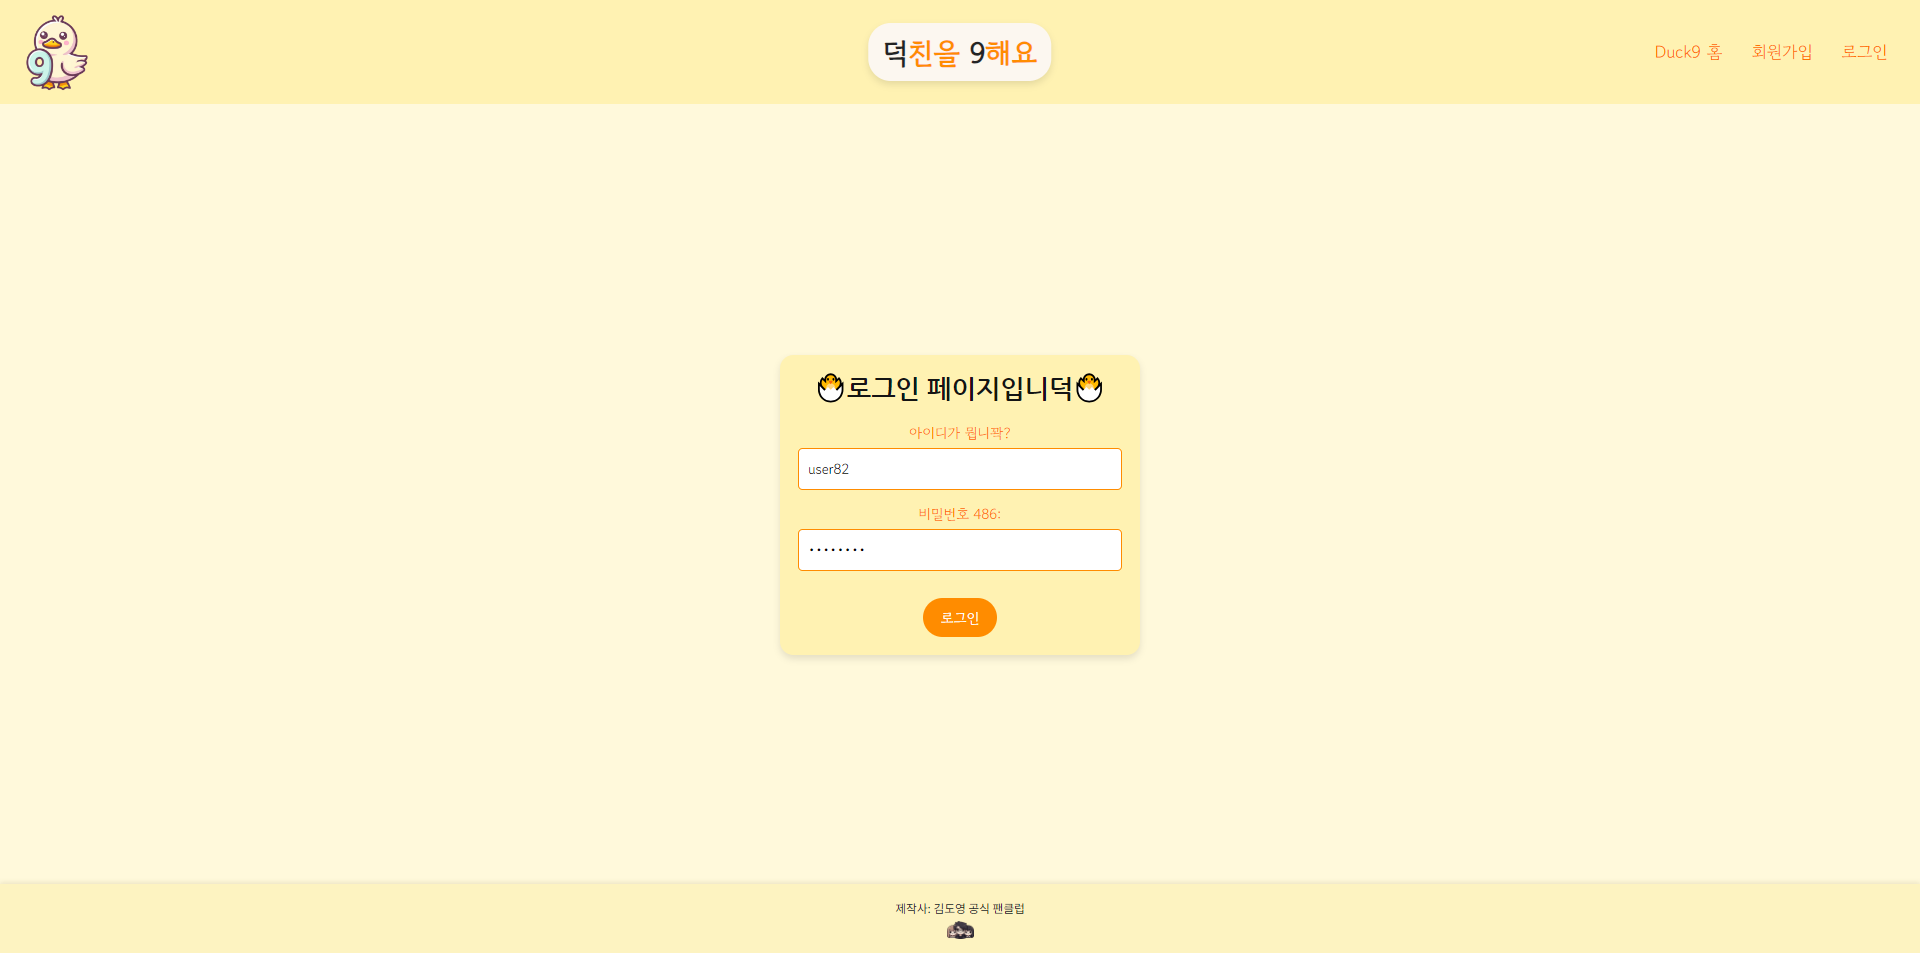 9
덕친을 9해요
Duck9 홈 회원가입 로그인
로그인 페이지입니덕
아이디가 뭡니꽉?
user82
비밀번호 486:
로그인
제작사: 김도영 공식 팬클럽